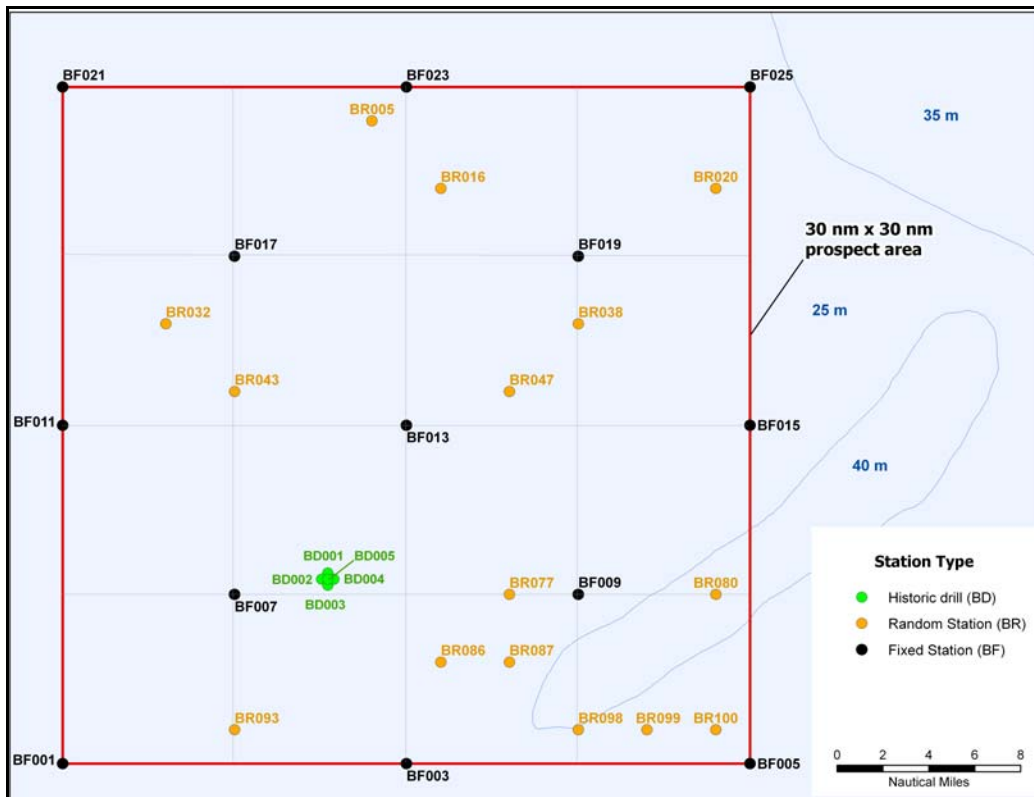 BF021
BF023
BF025
BR005
35 m
BR016
BR020
30 nm x 30 nm
prospect area
BF017
BF019
BR032
BR038
25 m
BR043
BR047
BF011
BF013
BF015
40 m
BD001
BD005
BD002
BD004
BD003
BF007
BR077
BF009
BR080
BR086
BR087
BR093
BR098
BR099
BR100
BF001
BF003
BF005
Station Type
Historic drill (BD)
Random Station (BR)
Fixed Station (BF)
0 2 4 6 8
Nautical Miles